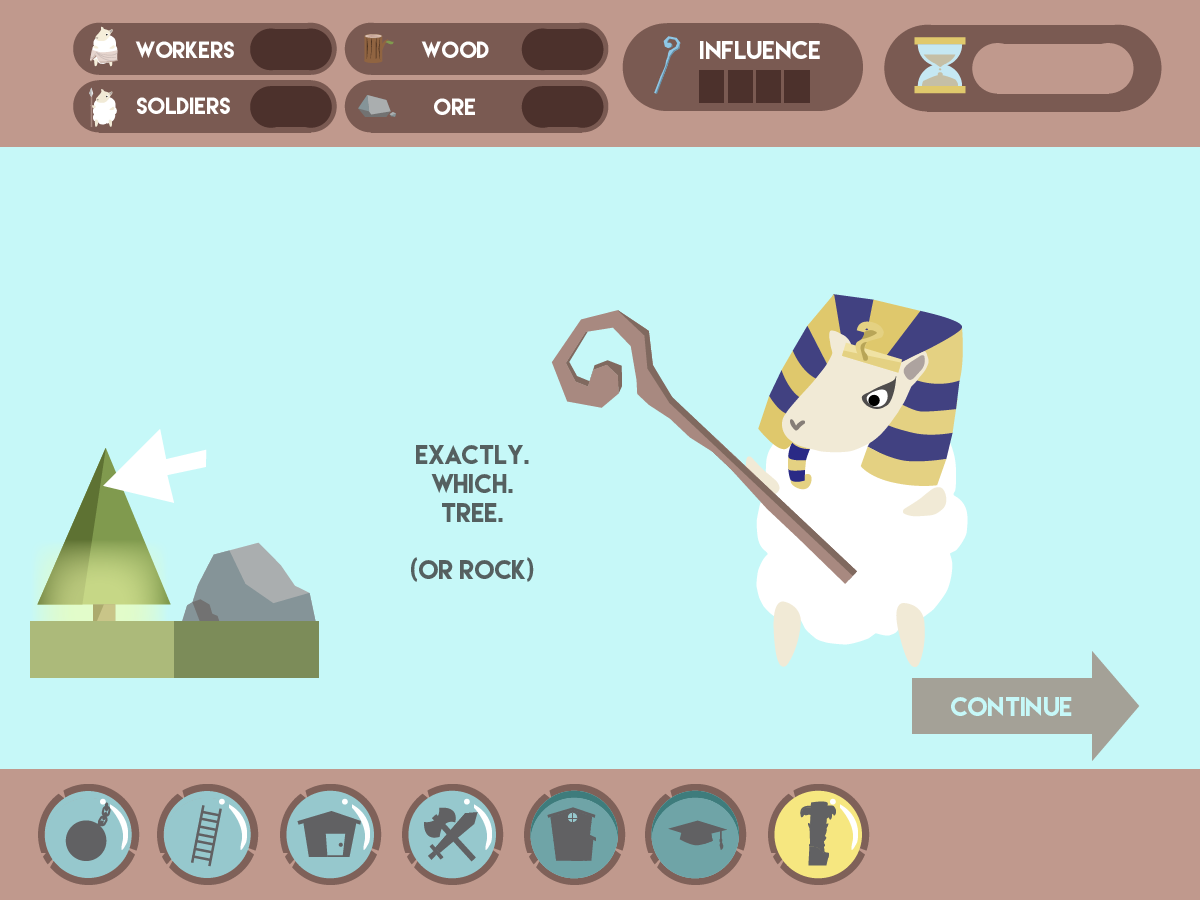 WORKERS
WOOD
INFLUENCE
SOLDIERS
ORE
EXACTLY.
WHICH.
TREE.
(OR ROCK)
CONTINUE